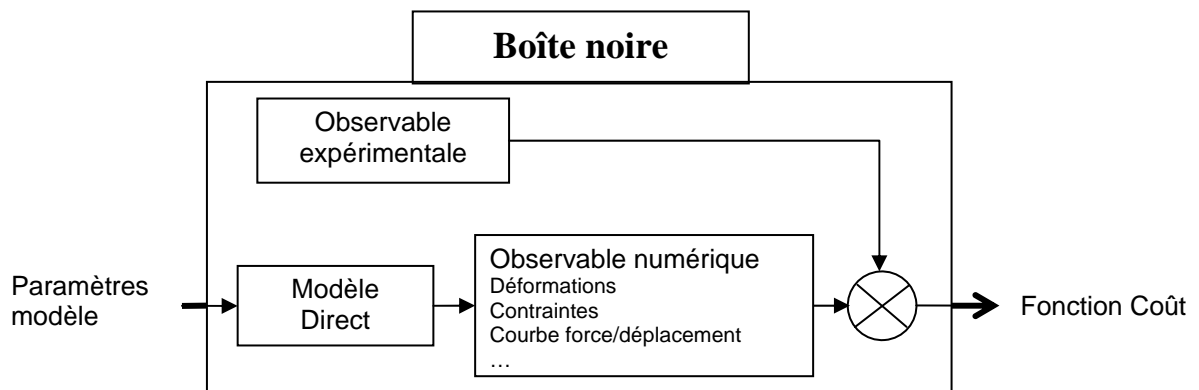 Boîte noire
Observable
expérimentale
Paramètres
modèle
Modèle
Direct
Observable numérique
Déformations
Contraintes
Courbe force/déplacement
…
Fonction Coût